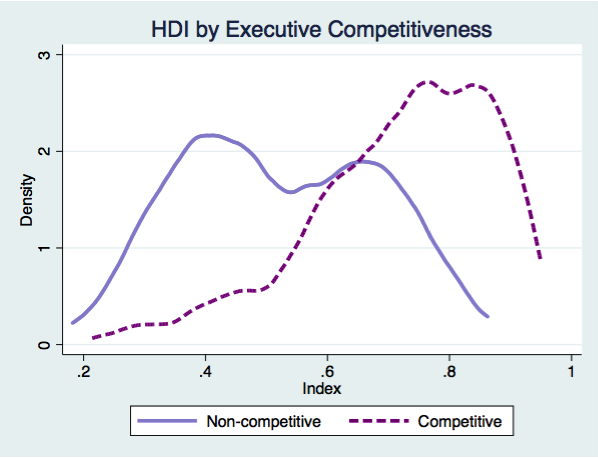 HDI by Executive Competitiveness
3
2
1
0
Density
.2 .4 .6 .8 1
Index
Non-competitive Competitive